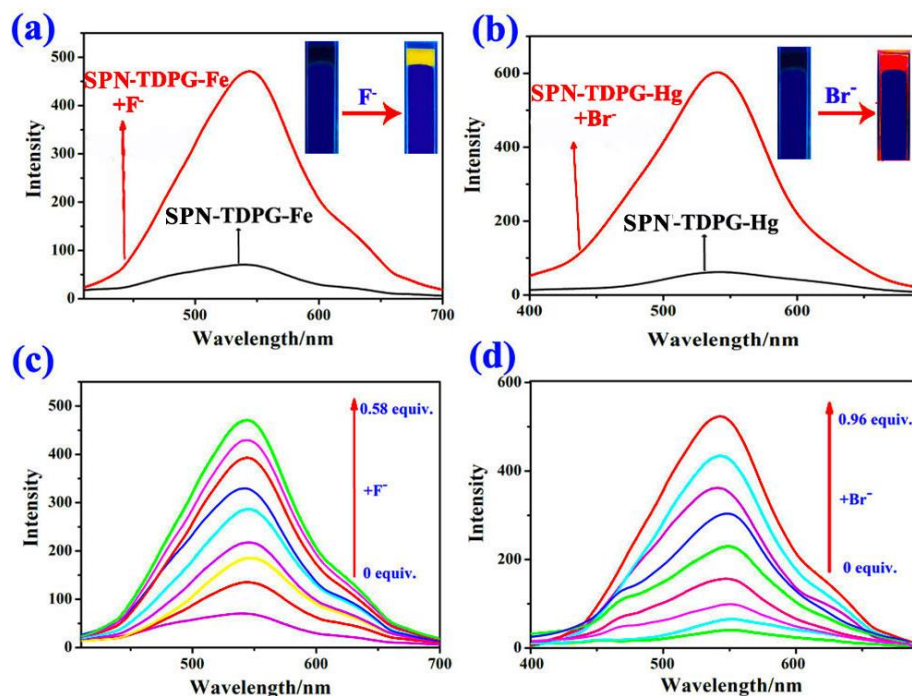 (a)
500
400
300
200
100
0
Intensity
SPN-TDPG-Fe
+F⁻
F⁻
SPN-TDPG-Fe
500
600
700
Wavelength/nm
(b)
600
400
200
0
Intensity
SPN-TDPG-Hg
+Br⁻
Br⁻
SPN-TDPG-Hg
400
500
600
Wavelength/nm
(c)
500
400
300
200
100
0
Intensity
0.58 equiv.
+F⁻
0 equiv.
500
600
700
Wavelength/nm
(d)
600
400
200
0
Intensity
0.96 equiv.
+Br⁻
0 equiv.
400
500
600
Wavelength/nm